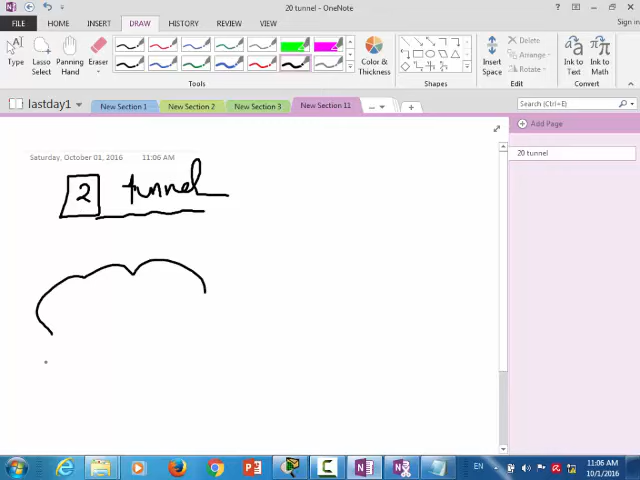 20 tunnel - OneNote
FILE HOME INSERT DRAW HISTORY REVIEW VIEW Sign in
Type Lasso Select Panning Hand Eraser Color & Thickness Insert Space Delete Arrange Ink to Text Ink to Math
Tools Shapes Edit Convert
lastday1 New Section 1 New Section 2 New Section 3 New Section 11 Search (Ctrl+E)
Add Page
20 tunnel
Saturday, October 01, 2016 11:06 AM
2 tunnel
EN 11:06 AM
10/1/2016